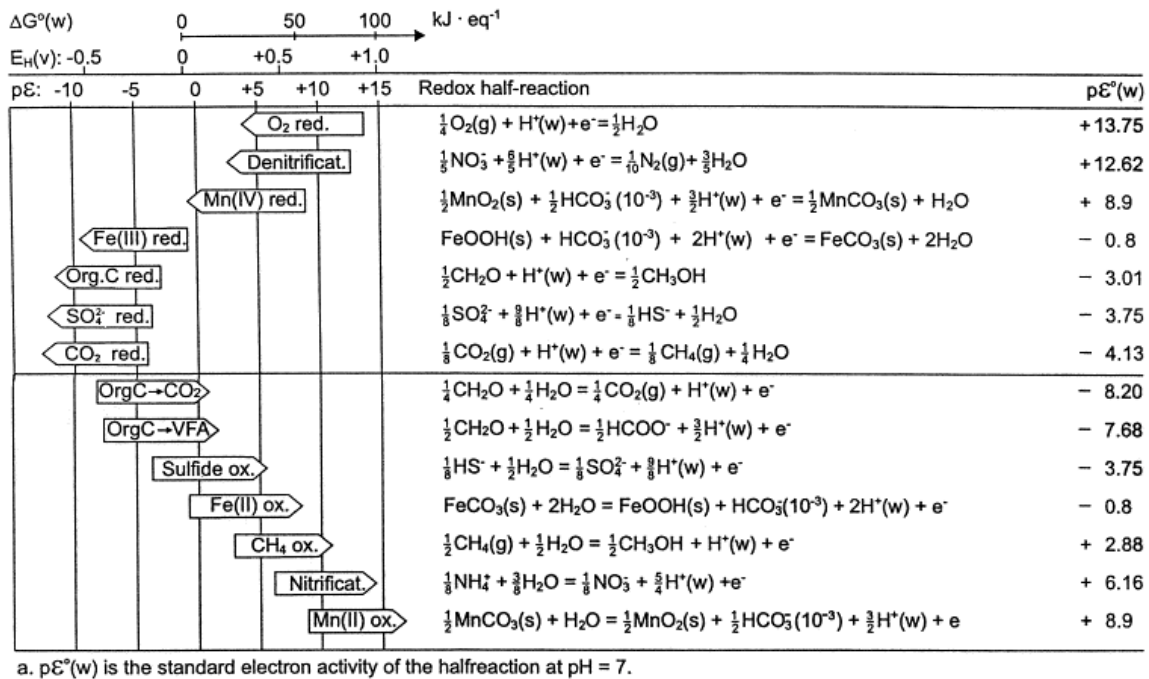 ΔG°(w) 0 50 100 kJ · eq⁻¹
E_H(v): -0.5 0 +0.5 +1.0
pƐ: -10 -5 0 +5 +10 +15 Redox half-reaction pƐ°(w)
O₂ red. ¼O₂(g) + H⁺(w)+e⁻=½H₂O +13.75
Denitrificat. ⅕NO₃⁻ + 6/5H⁺(w) + e⁻ = ⅒N₂(g)+ ⅗H₂O +12.62
Mn(IV) red. ½MnO₂(s) + ½HCO₃⁻(10⁻³) + 3/2H⁺(w) + e⁻ = ½MnCO₃(s) + H₂O + 8.9
Fe(III) red. FeOOH(s) + HCO₃⁻(10⁻³) + 2H⁺(w) + e⁻ = FeCO₃(s) + 2H₂O − 0.8
Org.C red. ½CH₂O + H⁺(w) + e⁻ = ½CH₃OH − 3.01
SO₄²⁻ red. ⅛SO₄²⁻ + 9/8H⁺(w) + e⁻ = ⅛HS⁻ + ½H₂O − 3.75
CO₂ red. ⅛CO₂(g) + H⁺(w) + e⁻ = ⅛CH₄(g) + ¼H₂O − 4.13
OrgC→CO₂ ¼CH₂O + ¼H₂O = ¼CO₂(g) + H⁺(w) + e⁻ − 8.20
OrgC→VFA ½CH₂O + ½H₂O = ½HCOO⁻ + 3/2H⁺(w) + e⁻ − 7.68
Sulfide ox. ⅛HS⁻ + ½H₂O = ⅛SO₄²⁻ + 9/8H⁺(w) + e⁻ − 3.75
Fe(II) ox. FeCO₃(s) + 2H₂O = FeOOH(s) + HCO₃⁻(10⁻³) + 2H⁺(w) + e⁻ − 0.8
CH₄ ox. ½CH₄(g) + ½H₂O = ½CH₃OH + H⁺(w) + e⁻ + 2.88
Nitrificat. ⅛NH₄⁺ + ⅜H₂O = ⅛NO₃⁻ + 5/4H⁺(w) +e⁻ + 6.16
Mn(II) ox. ½MnCO₃(s) + H₂O = ½MnO₂(s) + ½HCO₃⁻(10⁻³) + 3/2H⁺(w) + e + 8.9
a. pƐ°(w) is the standard electron activity of the halfreaction at pH = 7.